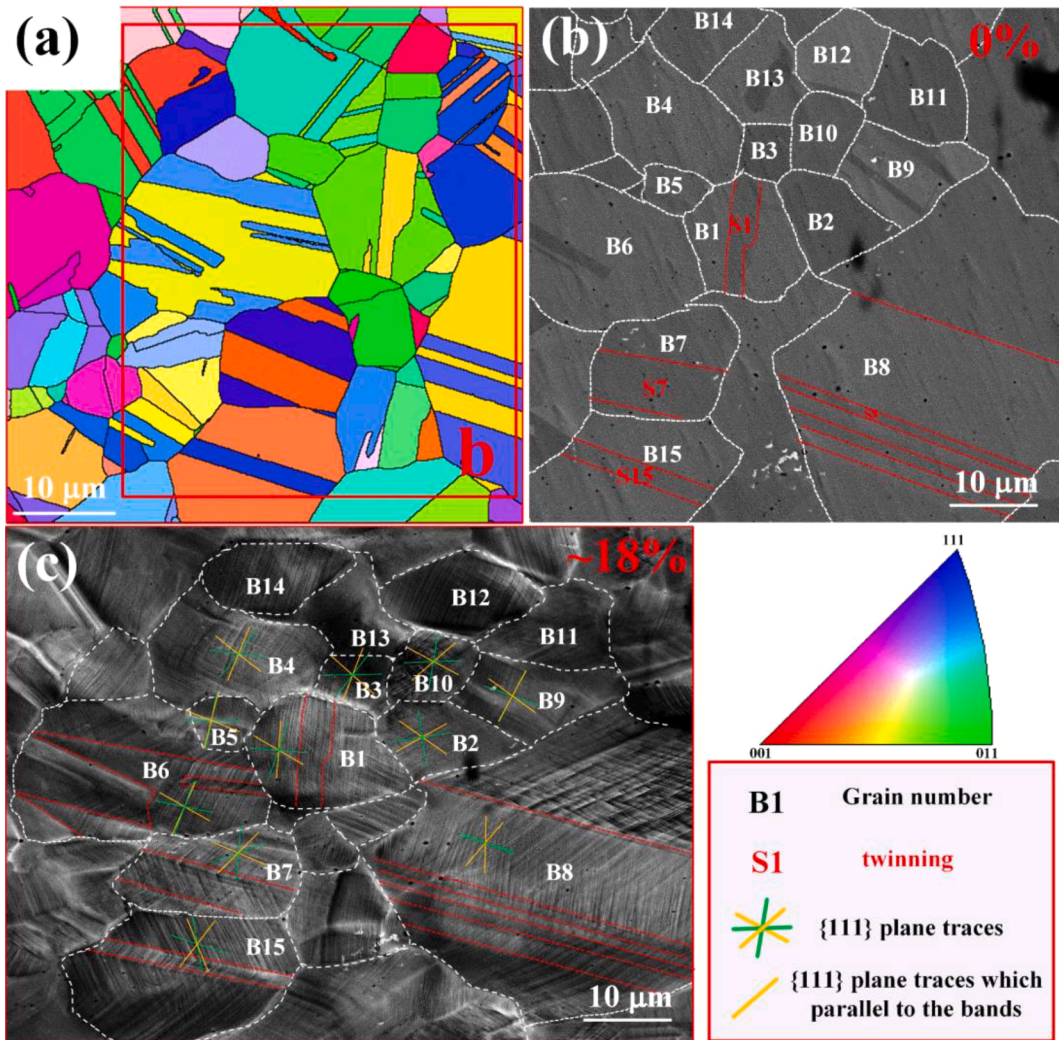 (a)
b
10 μm
(b)
0%
B14
B12
B13
B4
B11
B10
B3
B9
B5
B1
S1
B2
B6
B7
B8
S7
B15
S15
10 μm
(c)
~18%
B14
B12
B11
B13
B4
B3
B10
B9
B5
B1
B2
B6
B7
B8
B15
10 μm
111
001
011
B1 Grain number
S1 twinning
{111} plane traces
{111} plane traces which
parallel to the bands